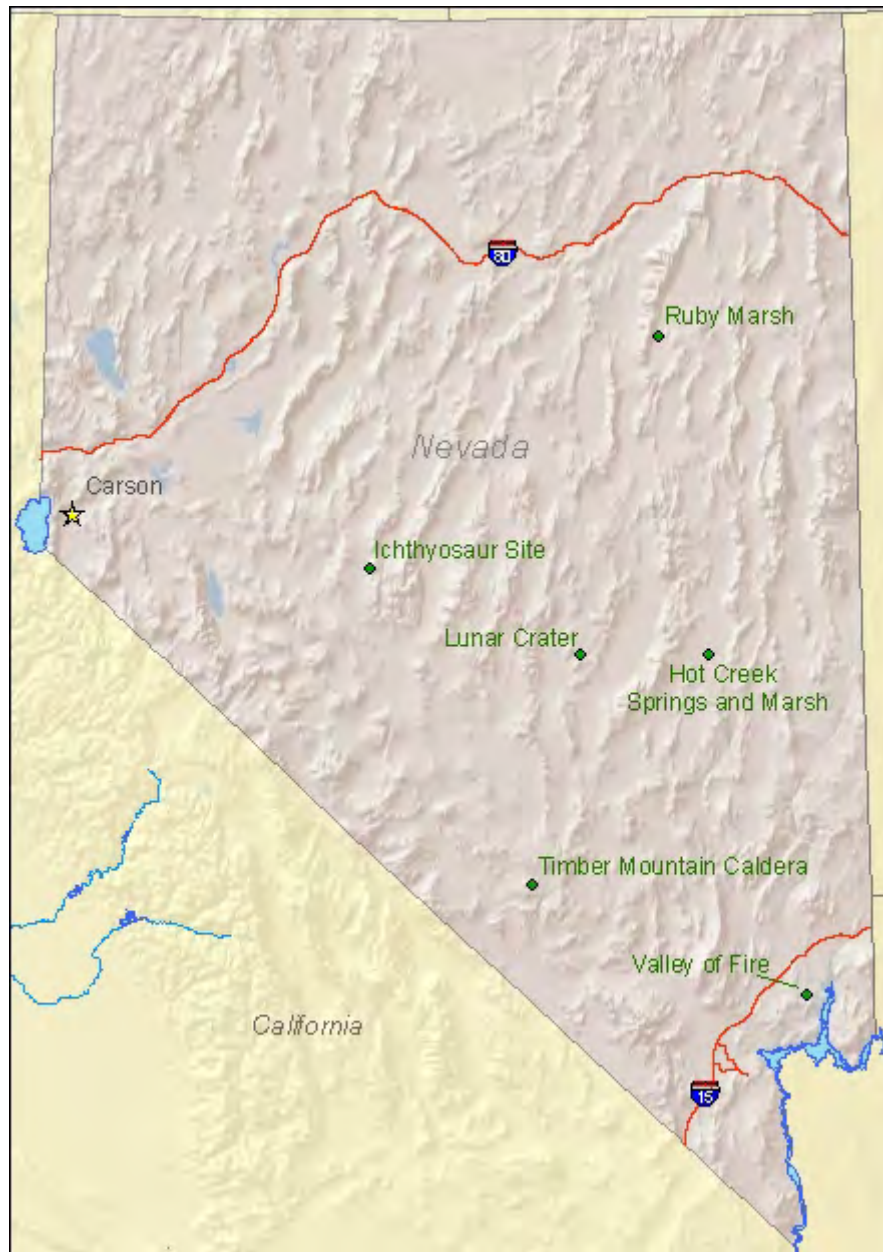 80
Ruby Marsh
Nevada
Carson
Ichthyosaur Site
Lunar Crater
Hot Creek
Springs and Marsh
Timber Mountain Caldera
Valley of Fire
California
15